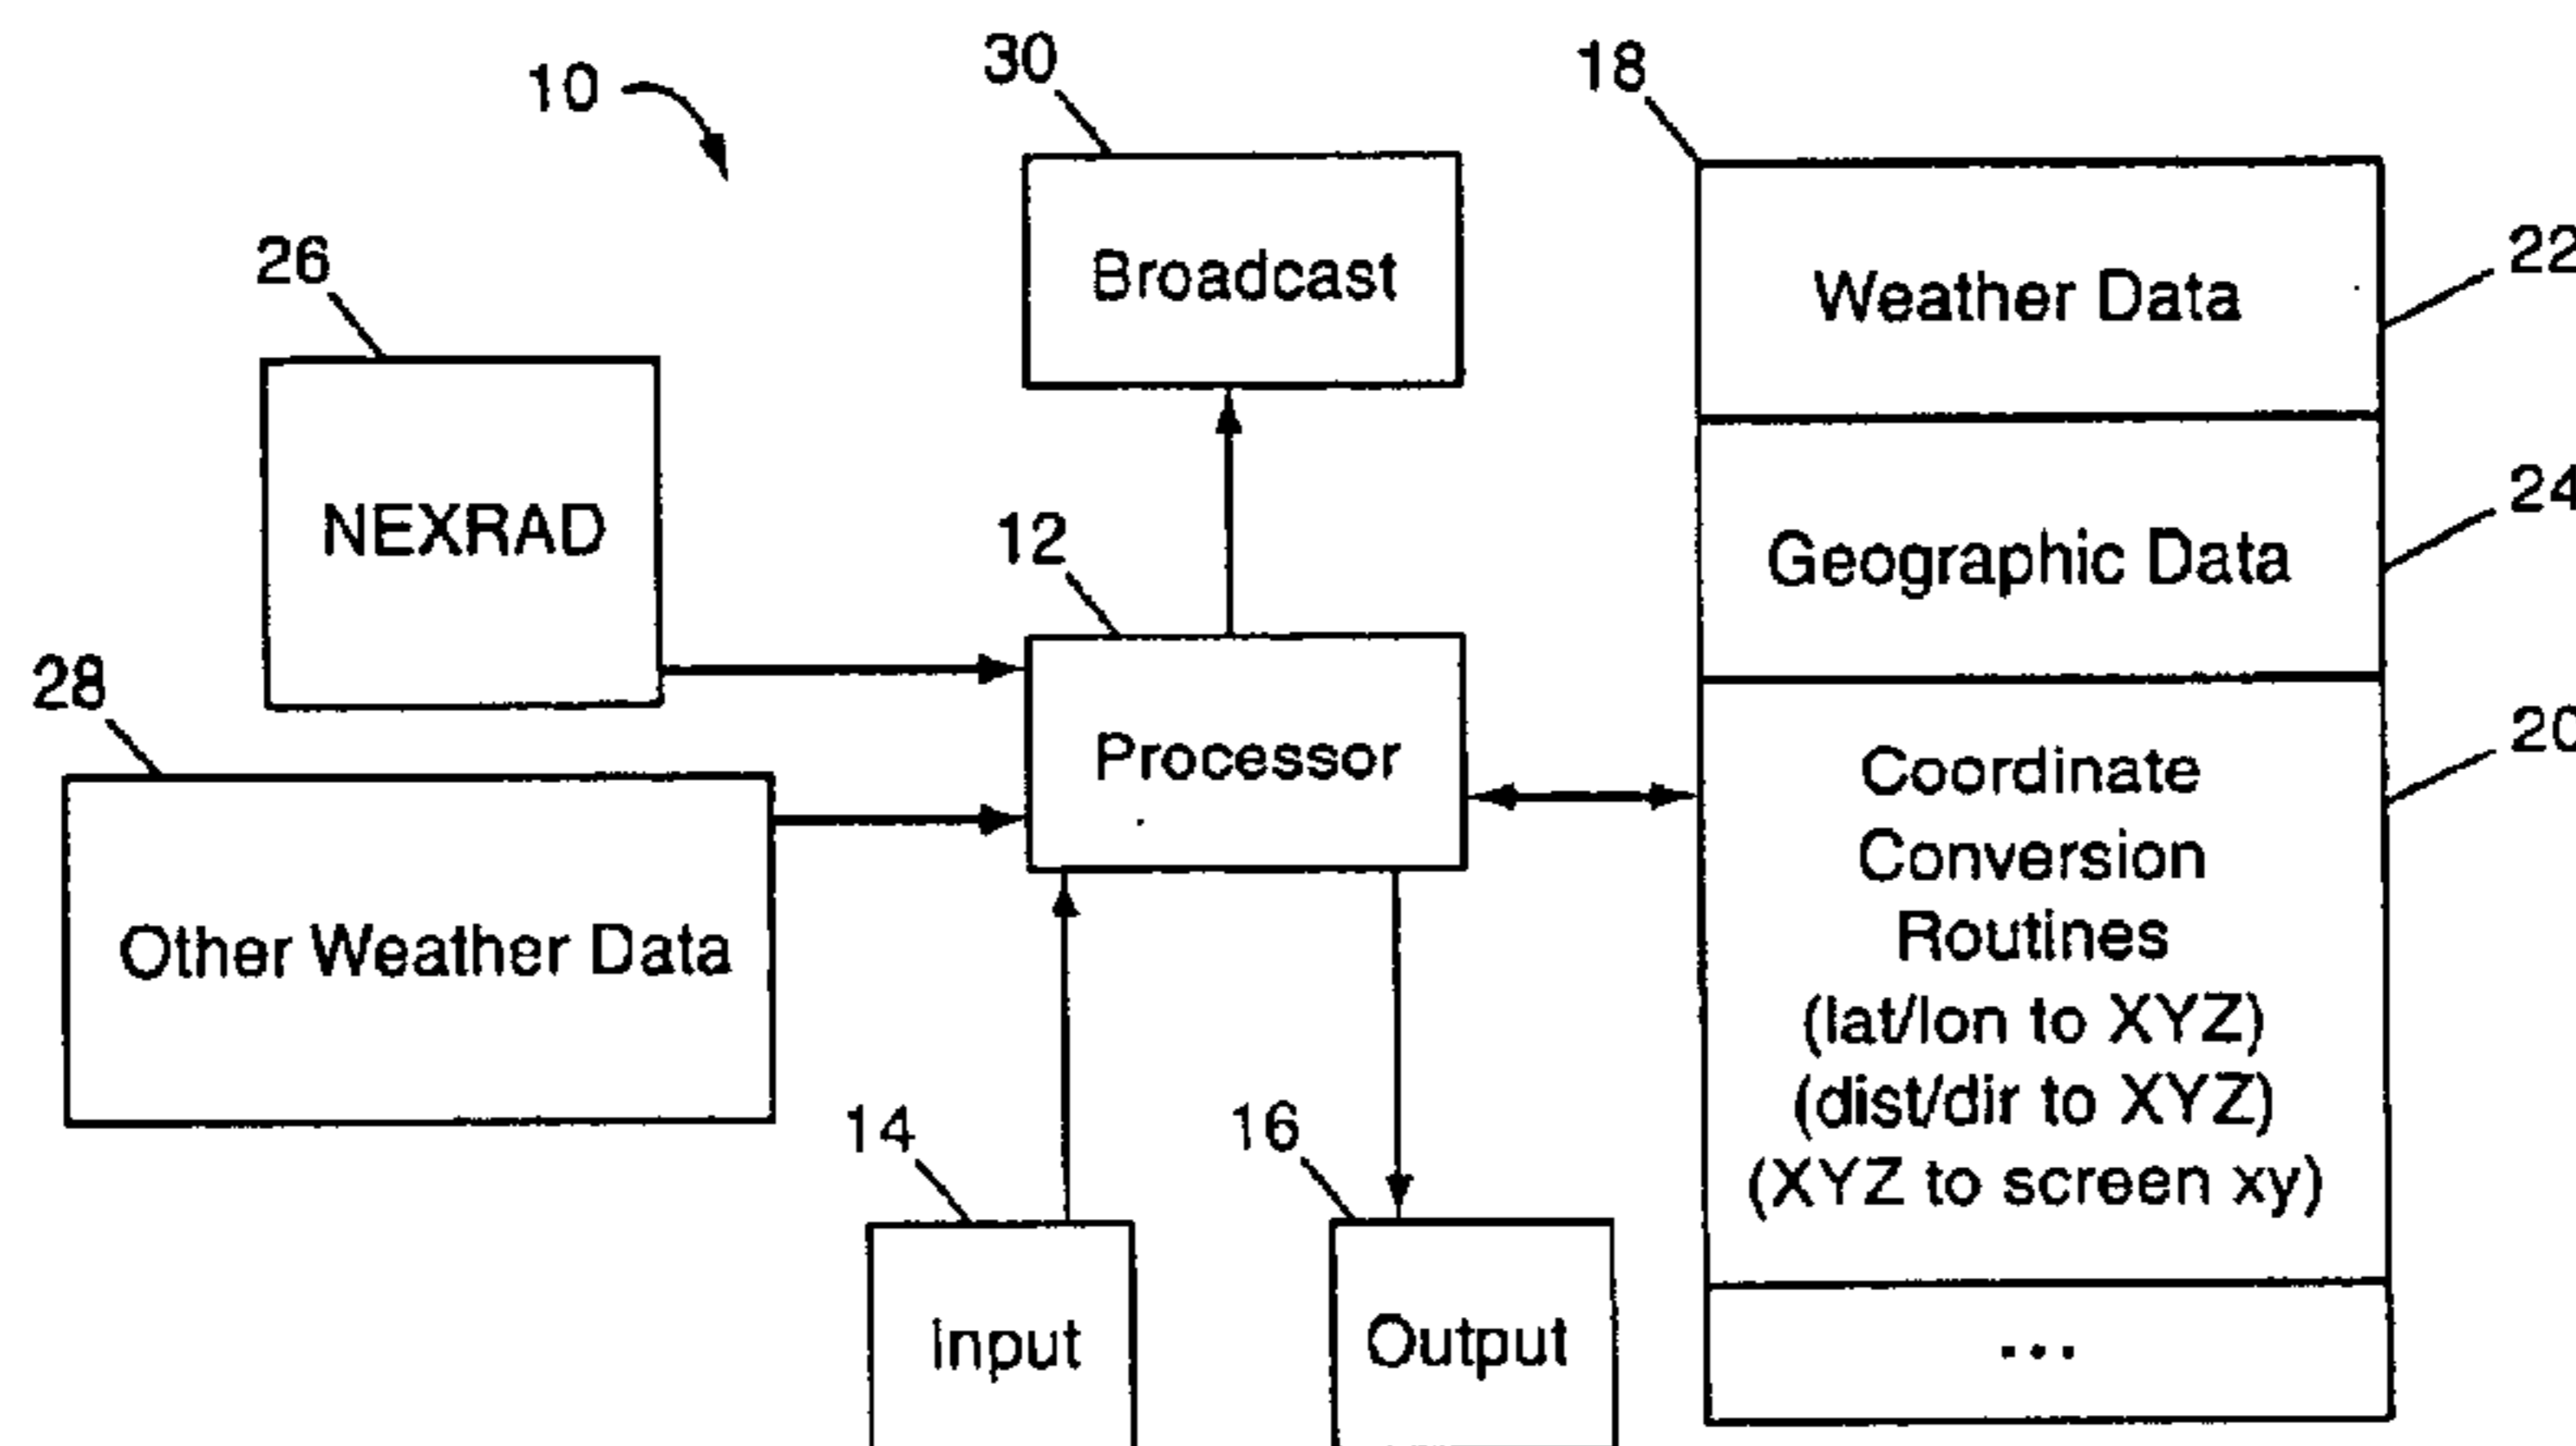 10
30
18
Broadcast
Weather Data
22
26
NEXRAD
Geographic Data
24
12
Processor
28
Other Weather Data
Coordinate
Conversion
Routines
(lat/lon to XYZ)
(dist/dir to XYZ)
(XYZ to screen xy)
20
14
Input
16
Output
...